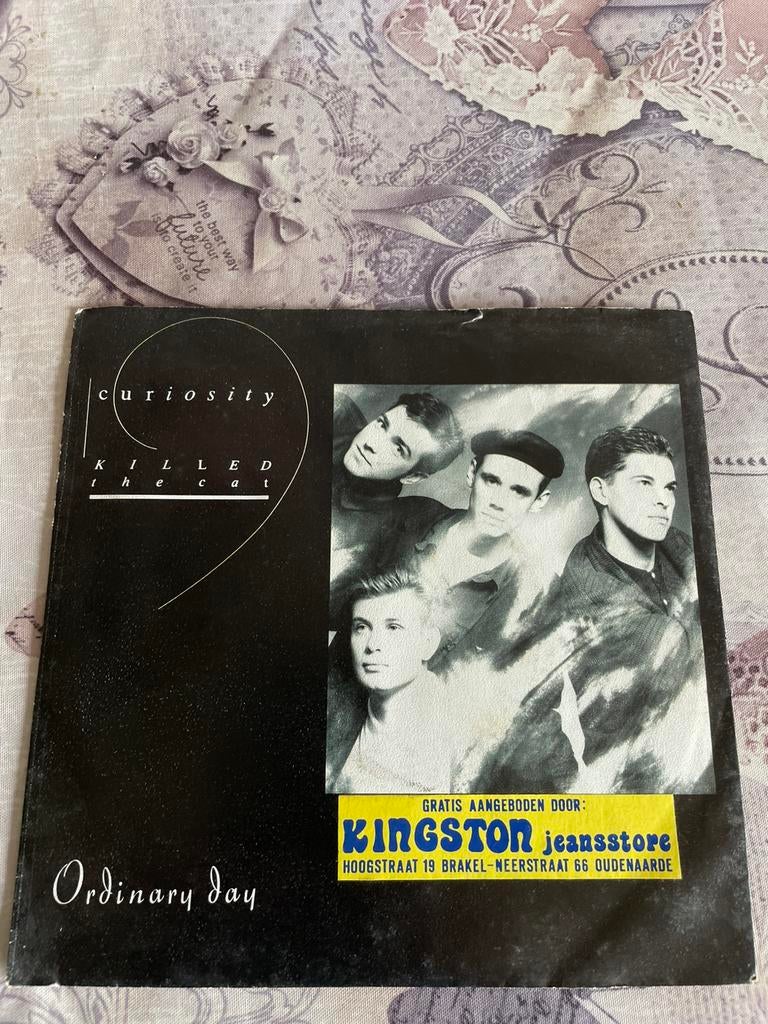 the best way
to your
future
is to create it
curiosity
KILLED
the cat
GRATIS AANGEBODEN DOOR:
KINGSTON jeansstore
HOOGSTRAAT 19 BRAKEL-NEERSTRAAT 66 OUDENAARDE
Ordinary day